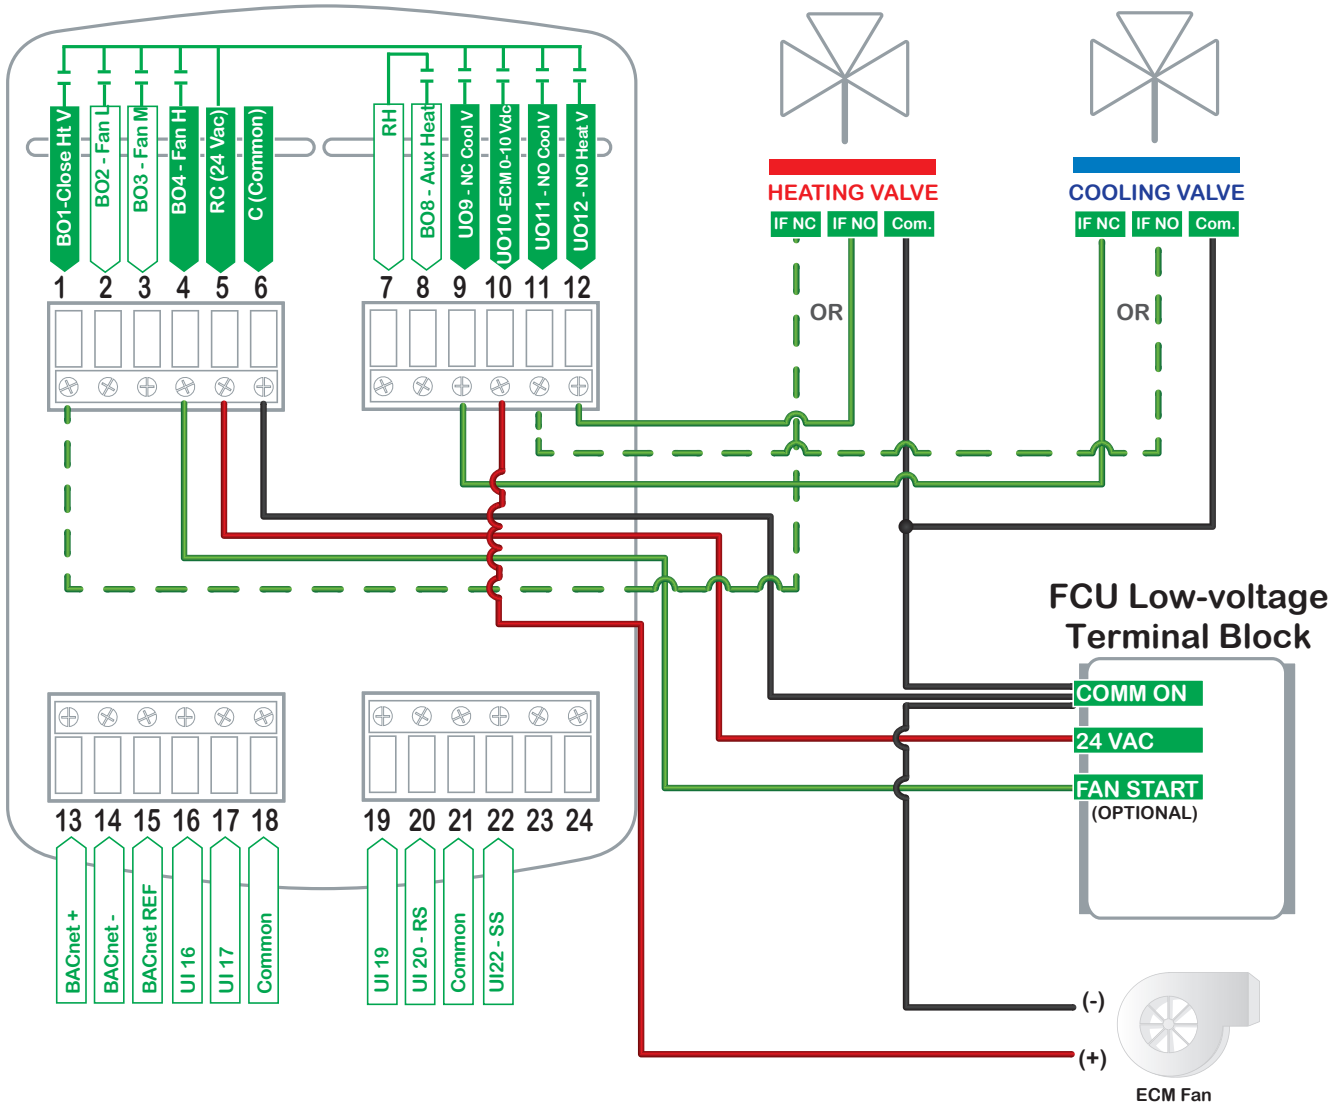 BO1-Close Ht V
BO2 - Fan L
BO3 - Fan M
BO4 - Fan H
RC (24 Vac)
C (Common)
RH
BO8 - Aux Heat
UO9 - NC Cool V
UO10 -ECM 0-10 Vdc
UO11 - NO Cool V
UO12 - NO Heat V
1 2 3 4 5 6
7 8 9 10 11 12
HEATING VALVE
IF NC IF NO Com.
OR
COOLING VALVE
IF NC IF NO Com.
OR
FCU Low-voltage
Terminal Block
COMM ON
24 VAC
FAN START
(OPTIONAL)
13 14 15 16 17 18
19 20 21 22 23 24
BACnet +
BACnet -
BACnet REF
UI 16
UI 17
Common
UI 19
UI 20 - RS
Common
UI22 - SS
(-)
(+)
ECM Fan